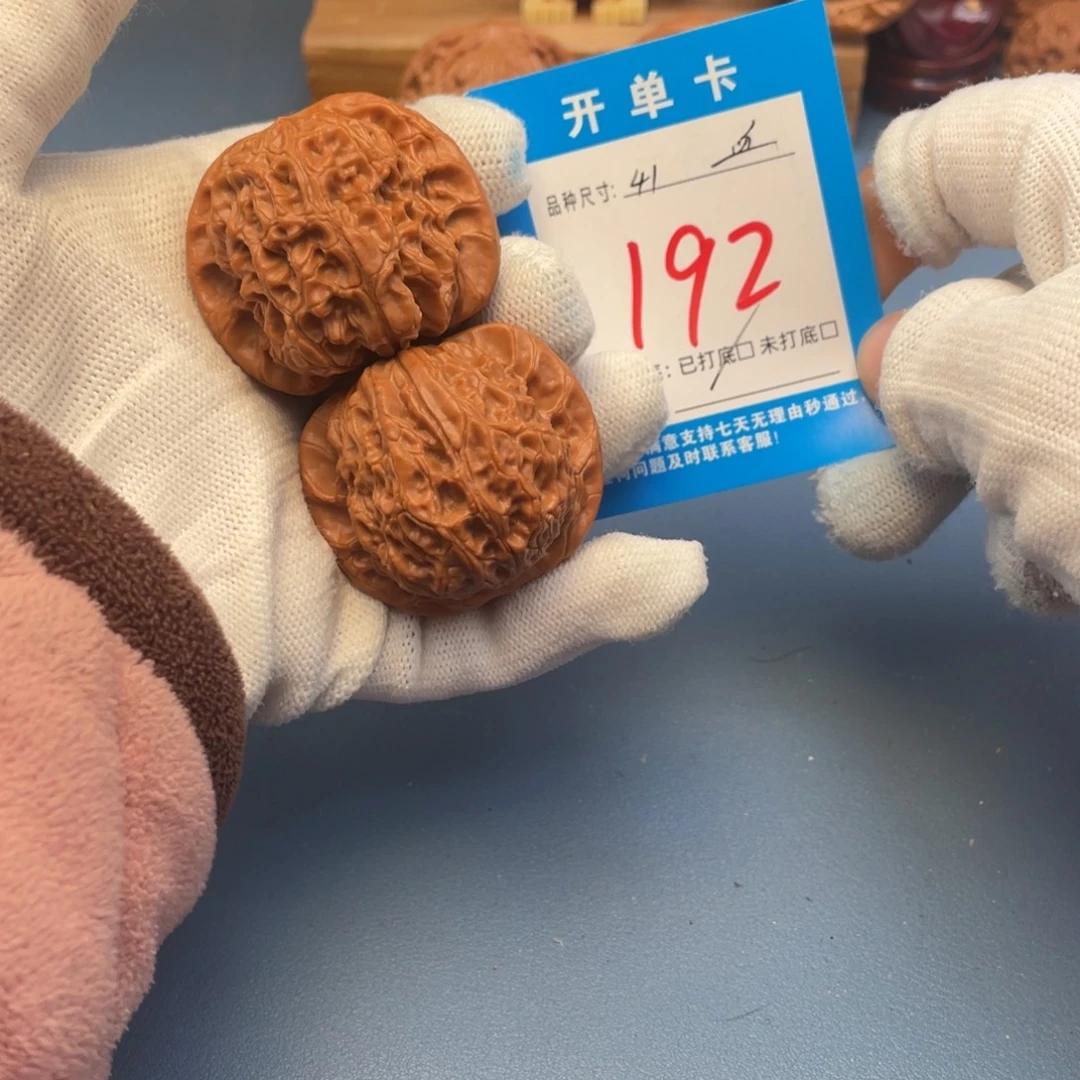 开单卡
品种尺寸: 41
192
: 已打底□ 未打底□
意支持七天无理由秒通过,
问题及时联系客服!